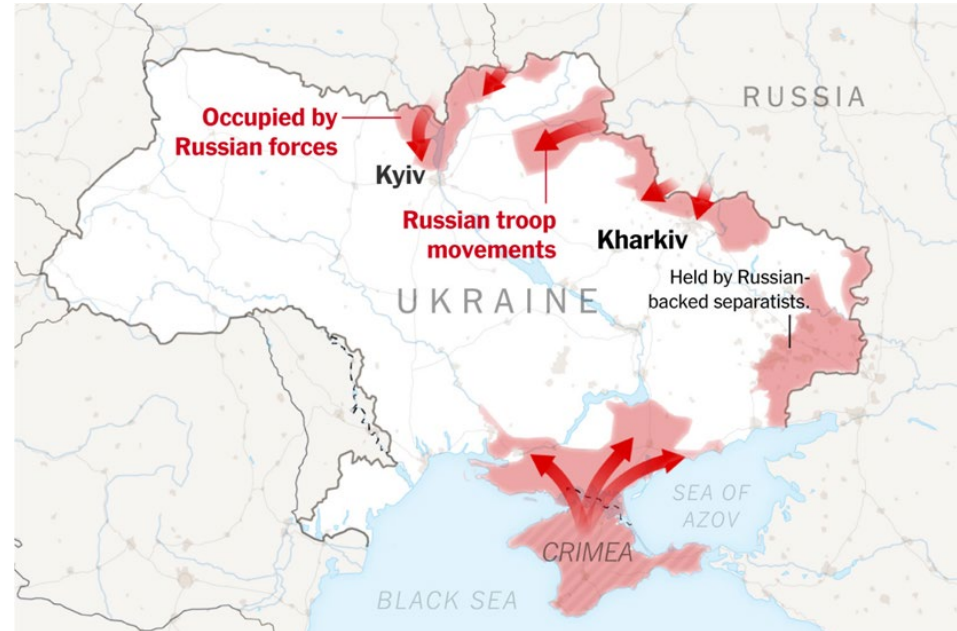 RUSSIA
Occupied by
Russian forces
Kyiv
Russian troop
movements
Kharkiv
Held by Russian-
backed separatists.
UKRAINE
SEA OF
AZOV
CRIMEA
BLACK SEA